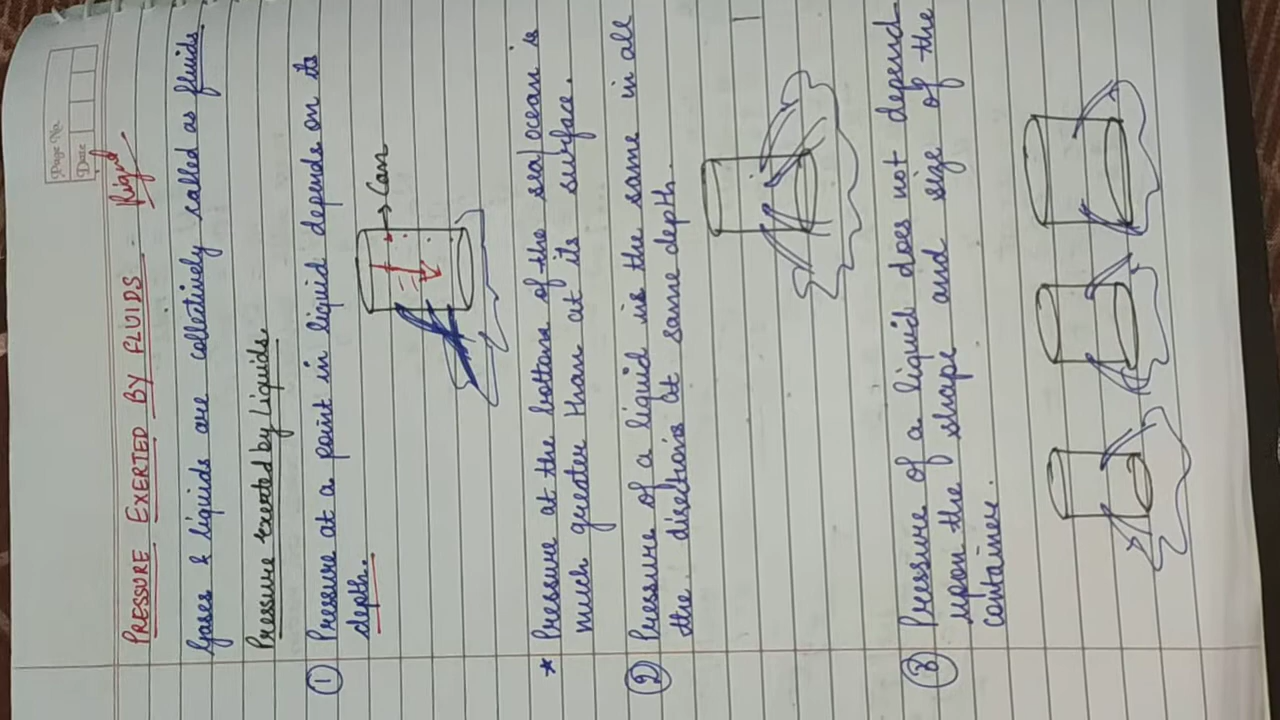 Page No.
Date
Liquid
PRESSURE EXERTED BY FLUIDS
Gases & liquids are collectively called as fluids.
Pressure exerted by Liquids
① Pressure at a point in liquid depends on its
depth.
→ Can
* Pressure at the bottom of the sea/ocean is
much greater than at its surface.
② Pressure of a liquid is the same in all
the directions at same depth.
③ Pressure of a liquid does not depend
upon the shape and size of the
container.